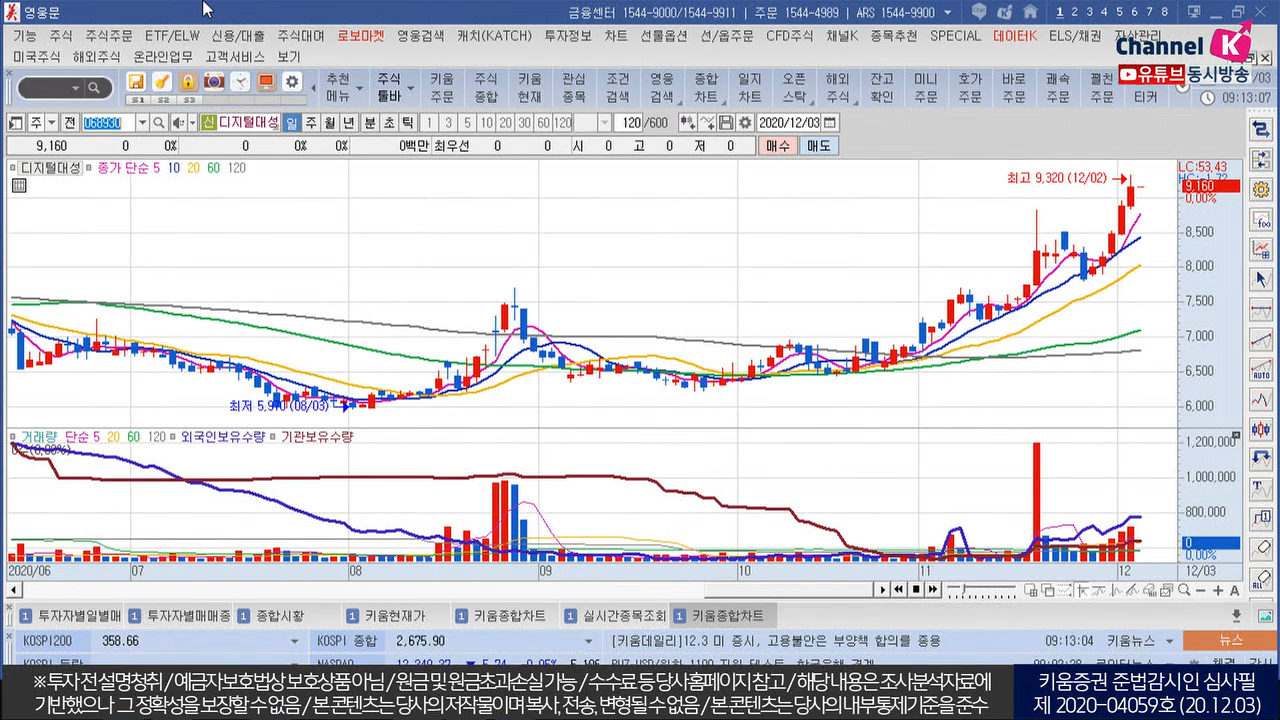 영웅문
금융센터 1544-9000/1544-9911 | 주문 1544-4989 | ARS 1544-9900
1 2 3 4 5 6 7 8
기능 주식 주식주문 ETF/ELW 신용/대출 주식대여 로보마켓 영웅검색 캐치(KATCH) 투자정보 차트 선물옵션 선/옵주문 CFD주식 채널K 종목추천 SPECIAL 데이터K ELS/채권 자산관리
미국주식 해외주식 온라인업무 고객서비스 보기
Channel K
유튜브동시방송
S1 S2 S3
추천 주식 키움 주식 키움 관심 조건 영웅 종합 일지 오픈 해외 잔고 미니 호가 바로 쾌속 펼친
메뉴 툴바 주문 종합 현재 종목 검색 검색 차트 차트 스탁 주식 확인 주문 주문 주문 주문 티커
09:13:07
주 전 068930 신 디지털대성 일 주 월 년 분 초 틱 1 3 5 10 20 30 60 120 120 /600 2020/12/03
9,160 0 0% 0 0% 0% 0백만 최우선 0 0 시 0 고 0 저 0 매수 매도
디지털대성 종가 단순 5 10 20 60 120
LC:53,43
최고 9,320 (12/02)
9,160
0,00%
8,500
8,000
7,500
7,000
6,500
6,000
최저 5,970 (08/03)
거래량 단순 5 20 60 120 외국인보유수량 기관보유수량
1,200,000
1,000,000
800,000
0
0,00%
2020/06 07 08 09 10 11 12 12/03
AUTO
A
1 투자자별일별매 1 투자자별매매종 1 종합시황 1 키움현재가 1 키움종합차트 1 실시간종목조회 1 키움종합차트
KOSPI200 358.66 KOSPI 종합 2,675.90 [키움데일리]12.3 미 증시, 고용불안은 부양책 합의를 종용 09:13:04 키움뉴스 뉴스
※ 투자 전 설명청취 / 예금자보호법상 보호상품 아님 / 원금 및 원금초과손실 가능 / 수수료 등 당사홈페이지 참고 / 해당 내용은 조사분석자료에
기반했으나 그 정확성을 보장할 수 없음 / 본 콘텐츠는 당사의 저작물이며 복사, 전송, 변형될 수 없음 / 본 콘텐츠는 당사의 내부통제기준을 준수
키움증권 준법감시인 심사필
제 2020-04059호 (20.12.03)